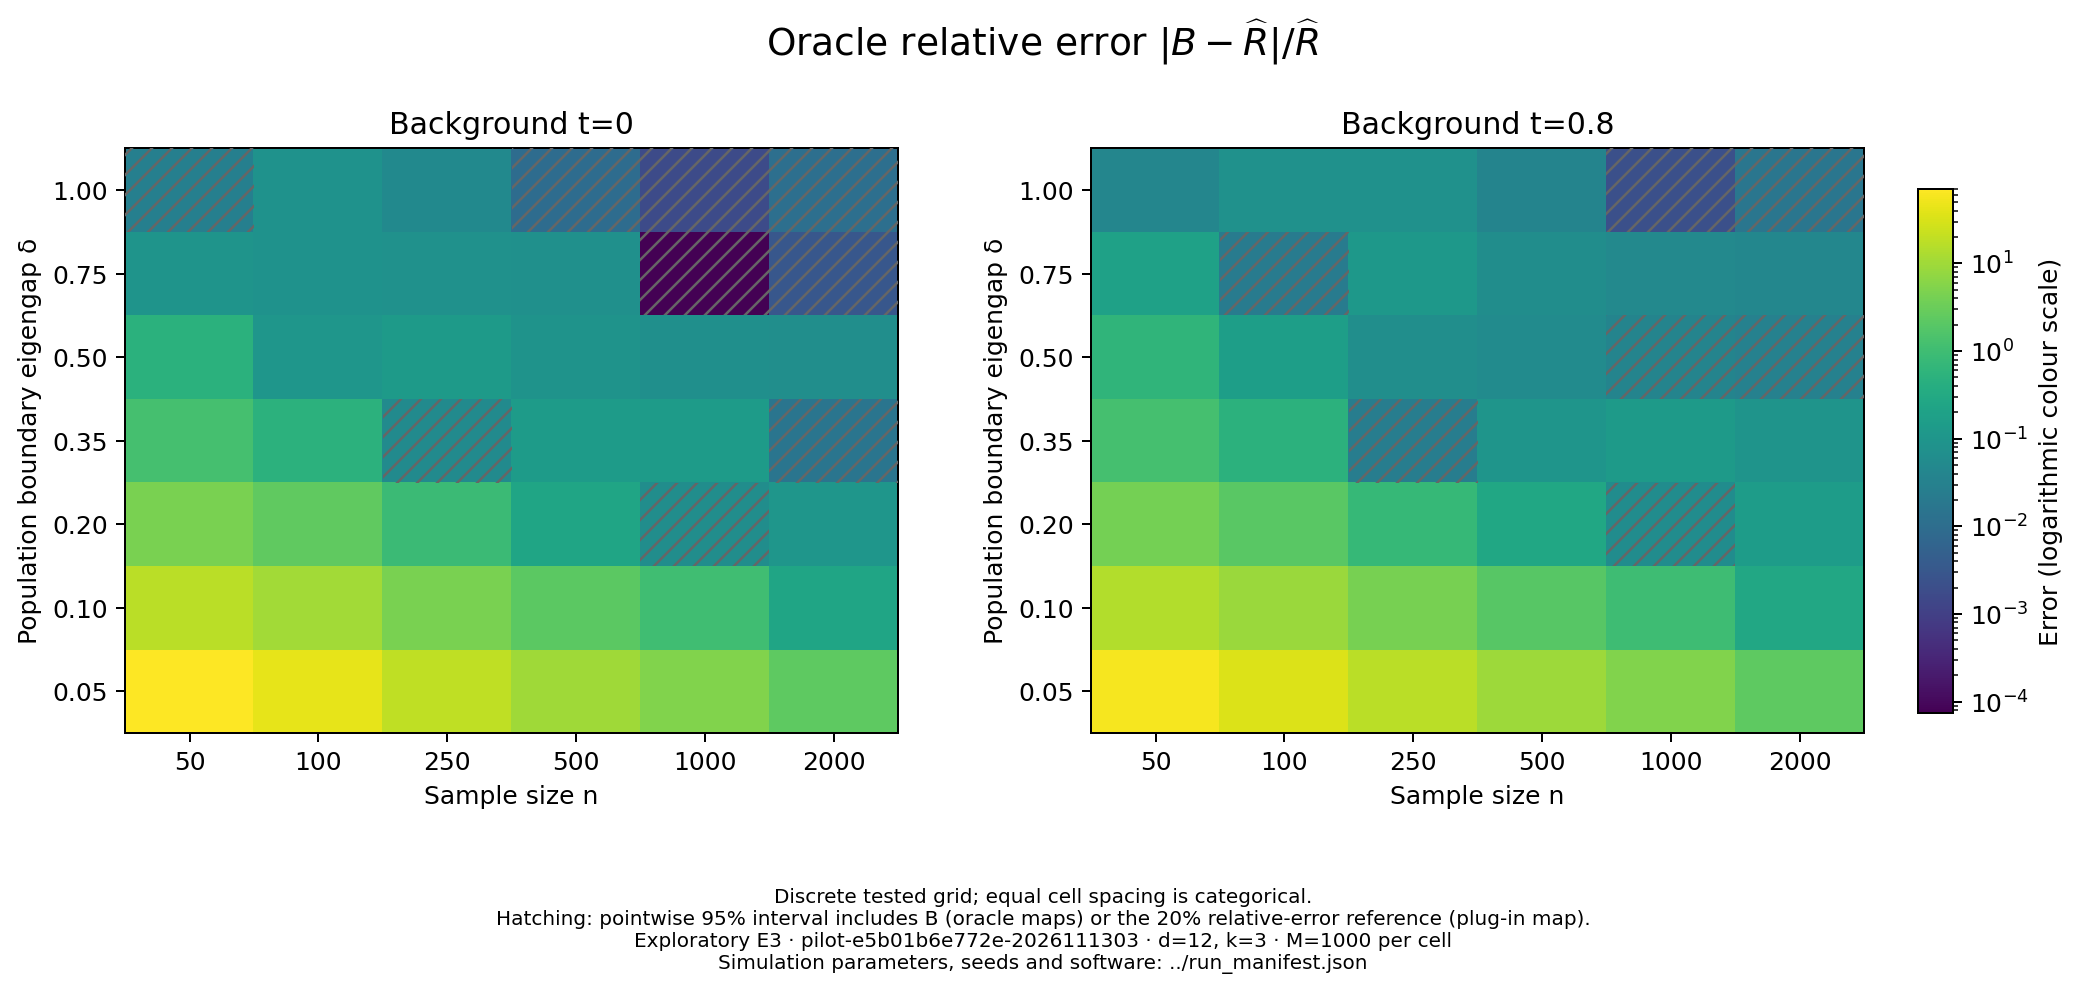 Oracle relative error |B − R̂|/R̂
Background t=0
Population boundary eigengap δ
1.00
0.75
0.50
0.35
0.20
0.10
0.05
50 100 250 500 1000 2000
Sample size n
Background t=0.8
Population boundary eigengap δ
1.00
0.75
0.50
0.35
0.20
0.10
0.05
50 100 250 500 1000 2000
Sample size n
10¹
10⁰
10⁻¹
10⁻²
10⁻³
10⁻⁴
Error (logarithmic colour scale)
Discrete tested grid; equal cell spacing is categorical.
Hatching: pointwise 95% interval includes B (oracle maps) or the 20% relative-error reference (plug-in map).
Exploratory E3 · pilot-e5b01b6e772e-2026111303 · d=12, k=3 · M=1000 per cell
Simulation parameters, seeds and software: ../run_manifest.json